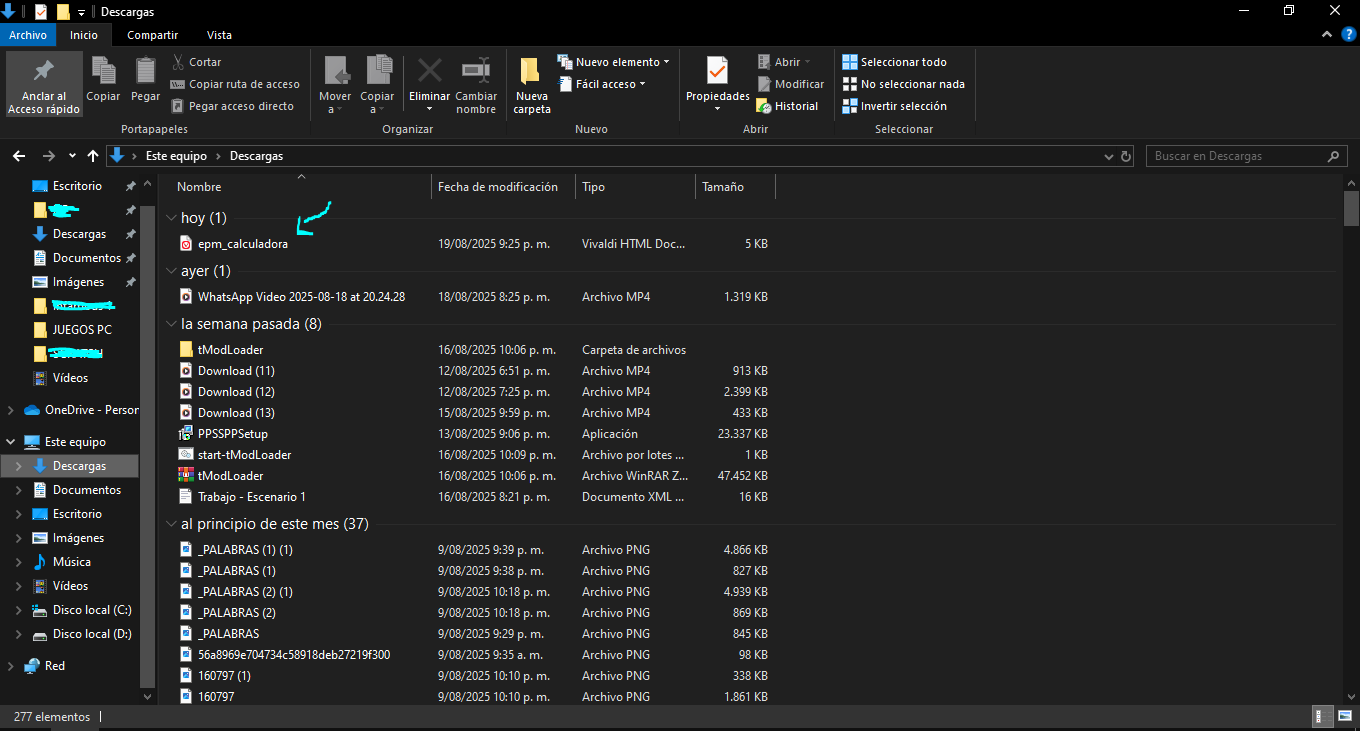 Descargas
Archivo Inicio Compartir Vista
Anclar al Acceso rápido
Copiar
Pegar
Cortar
Copiar ruta de acceso
Pegar acceso directo
Portapapeles
Mover a
Copiar a
Eliminar
Cambiar nombre
Organizar
Nueva carpeta
Nuevo elemento
Fácil acceso
Nuevo
Propiedades
Abrir
Modificar
Historial
Abrir
Seleccionar todo
No seleccionar nada
Invertir selección
Seleccionar
Este equipo > Descargas
Buscar en Descargas
Escritorio
Descargas
Documentos
Imágenes
JUEGOS PC
Vídeos
OneDrive - Person
Este equipo
Descargas
Documentos
Escritorio
Imágenes
Música
Vídeos
Disco local (C:)
Disco local (D:)
Red
Nombre Fecha de modificación Tipo Tamaño
hoy (1)
epm_calculadora 19/08/2025 9:25 p. m. Vivaldi HTML Doc... 5 KB
ayer (1)
WhatsApp Video 2025-08-18 at 20.24.28 18/08/2025 8:25 p. m. Archivo MP4 1.319 KB
la semana pasada (8)
tModLoader 16/08/2025 10:06 p. m. Carpeta de archivos
Download (11) 12/08/2025 6:51 p. m. Archivo MP4 913 KB
Download (12) 12/08/2025 7:25 p. m. Archivo MP4 2.399 KB
Download (13) 15/08/2025 9:59 p. m. Archivo MP4 433 KB
PPSSPPSetup 13/08/2025 9:06 p. m. Aplicación 23.337 KB
start-tModLoader 16/08/2025 10:09 p. m. Archivo por lotes ... 1 KB
tModLoader 16/08/2025 10:06 p. m. Archivo WinRAR Z... 47.452 KB
Trabajo - Escenario 1 16/08/2025 8:21 p. m. Documento XML ... 16 KB
al principio de este mes (37)
_PALABRAS (1) (1) 9/08/2025 9:39 p. m. Archivo PNG 4.866 KB
_PALABRAS (1) 9/08/2025 9:38 p. m. Archivo PNG 827 KB
_PALABRAS (2) (1) 9/08/2025 10:18 p. m. Archivo PNG 4.939 KB
_PALABRAS (2) 9/08/2025 10:18 p. m. Archivo PNG 869 KB
_PALABRAS 9/08/2025 9:29 p. m. Archivo PNG 845 KB
56a8969e704734c58918deb27219f300 9/08/2025 9:35 a. m. Archivo PNG 98 KB
160797 (1) 9/08/2025 10:10 p. m. Archivo PNG 338 KB
160797 9/08/2025 10:10 p. m. Archivo PNG 1.861 KB
277 elementos